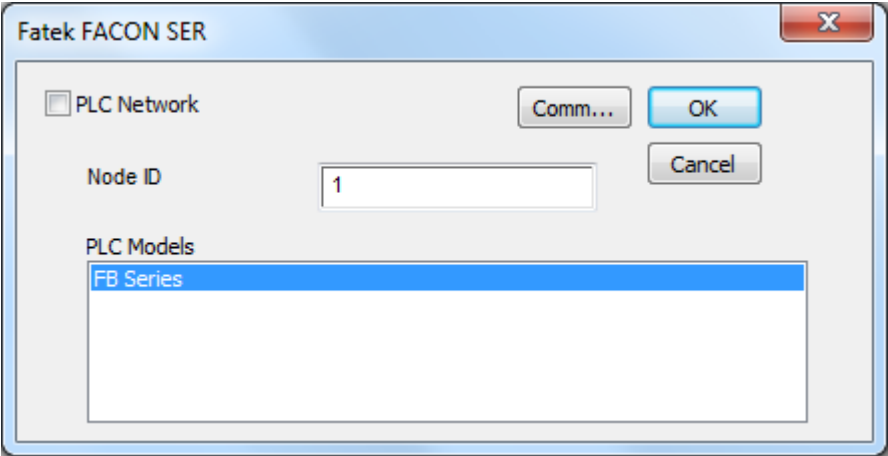 Fatek FACON SER
PLC Network
Comm...
OK
Cancel
Node ID
1
PLC Models
FB Series